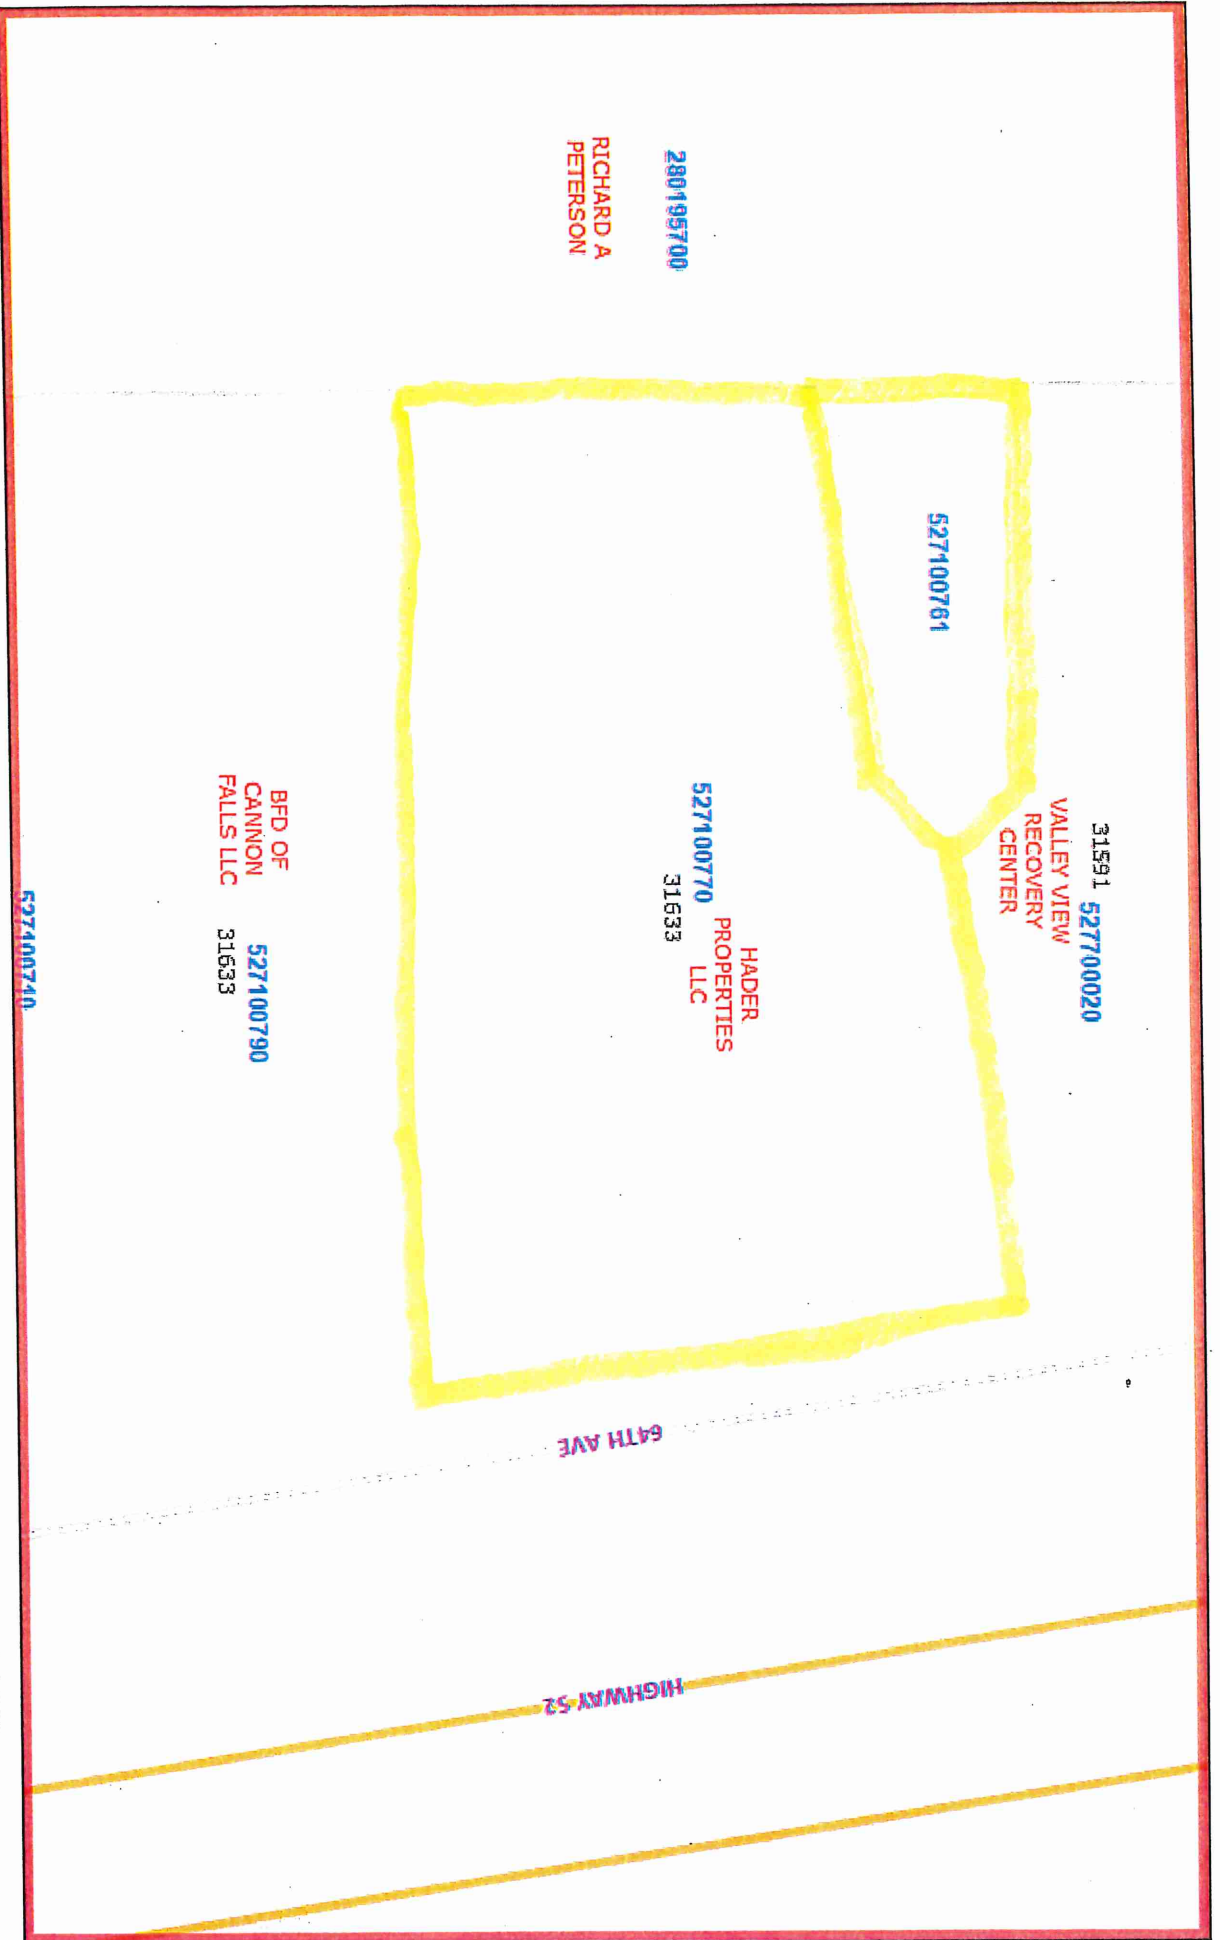 31591 527700020
VALLEY VIEW
RECOVERY
CENTER
527100761
280195700
RICHARD A
PETERSON
HADER
PROPERTIES
LLC
527100770
31633
BFD OF
CANNON
FALLS LLC
527100790
31633
527100740
64TH AVE
HIGHWAY 52